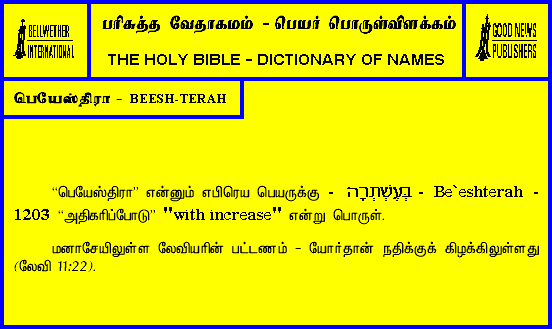 BELLWETHER
INTERNATIONAL
பரிசுத்த வேதாகமம் - பெயர் பொருள்விளக்கம்
THE HOLY BIBLE - DICTIONARY OF NAMES
GOOD NEWS
PUBLISHERS
பெயேஸ்திரா - BEESH-TERAH
“பெயேஸ்திரா” என்னும் எபிரெய பெயருக்கு - בְּעֶשְׁתְּרָה - Be`eshterah -
1203 “அதிகரிப்போடு” "with increase" என்று பொருள்.
மனாசேயிலுள்ள லேவியரின் பட்டணம் - யோர்தான் நதிக்குக் கிழக்கிலுள்ளது
(லேவி 11:22).